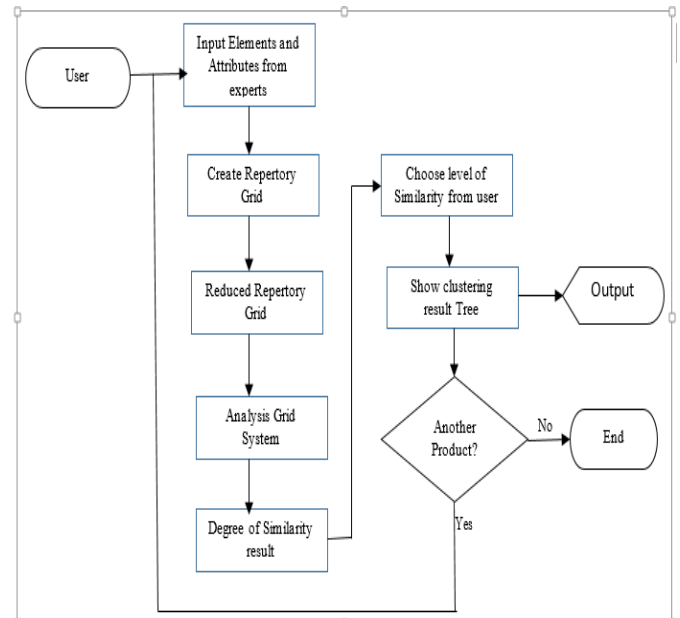 User
Input Elements and
Attributes from
experts
Create Repertory
Grid
Reduced Repertory
Grid
Analysis Grid
System
Degree of Similarity
result
Choose level of
Similarity from user
Show clustering
result Tree
Output
Another
Product?
No
End
Yes